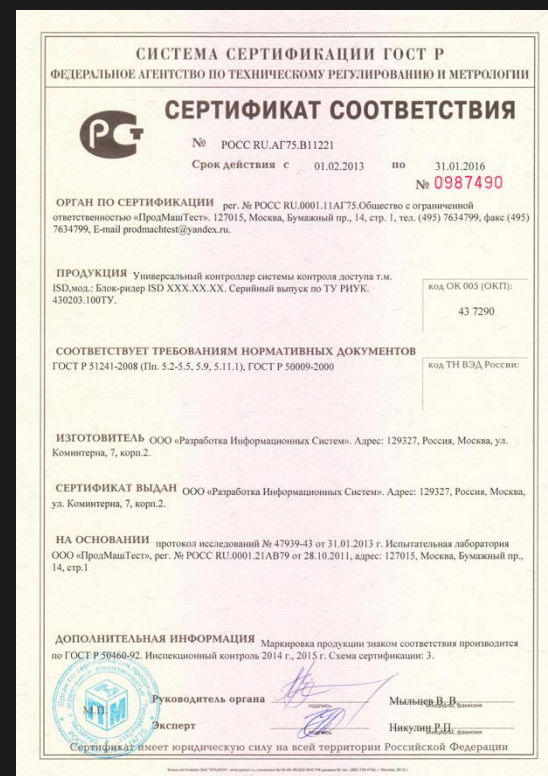 СИСТЕМА СЕРТИФИКАЦИИ ГОСТ Р
ФЕДЕРАЛЬНОЕ АГЕНТСТВО ПО ТЕХНИЧЕСКОМУ РЕГУЛИРОВАНИЮ И МЕТРОЛОГИИ
СЕРТИФИКАТ СООТВЕТСТВИЯ
№ РОСС RU.АГ75.В11221
Срок действия с 01.02.2013 по 31.01.2016
№ 0987490
ОРГАН ПО СЕРТИФИКАЦИИ рег. № РОСС RU.0001.11АГ75.Общество с ограниченной
ответственностью «ПродМашТест». 127015, Москва, Бумажный пр., 14, стр. 1, тел. (495) 7634799, факс (495)
7634799, E-mail prodmachtest@yandex.ru.
ПРОДУКЦИЯ Универсальный контроллер системы контроля доступа т.м.
ISD,мод.: Блок-ридер ISD XXX.XX.XX. Серийный выпуск по ТУ РИУК.
430203.100ТУ.
код ОК 005 (ОКП):
43 7290
СООТВЕТСТВУЕТ ТРЕБОВАНИЯМ НОРМАТИВНЫХ ДОКУМЕНТОВ
ГОСТ Р 51241-2008 (Пп. 5.2-5.5, 5.9, 5.11.1), ГОСТ Р 50009-2000
код ТН ВЭД России:
ИЗГОТОВИТЕЛЬ ООО «Разработка Информационных Систем». Адрес: 129327, Россия, Москва, ул.
Коминтерна, 7, корп.2.
СЕРТИФИКАТ ВЫДАН ООО «Разработка Информационных Систем». Адрес: 129327, Россия, Москва,
ул. Коминтерна, 7, корп.2.
НА ОСНОВАНИИ протокол исследований № 47939-43 от 31.01.2013 г. Испытательная лаборатория
ООО «ПродМашТест», рег. № РОСС RU.0001.21АВ79 от 28.10.2011, адрес: 127015, Москва, Бумажный пр.,
14, стр.1
ДОПОЛНИТЕЛЬНАЯ ИНФОРМАЦИЯ Маркировка продукции знаком соответствия производится
по ГОСТ Р 50460-92. Инспекционный контроль 2014 г., 2015 г. Схема сертификации: 3.
М.П.
Руководитель органа
подпись
Мыльцев В. В.
инициалы, фамилия
Эксперт
подпись
Никулин Р.П.
инициалы, фамилия
Сертификат имеет юридическую силу на всей территории Российской Федерации